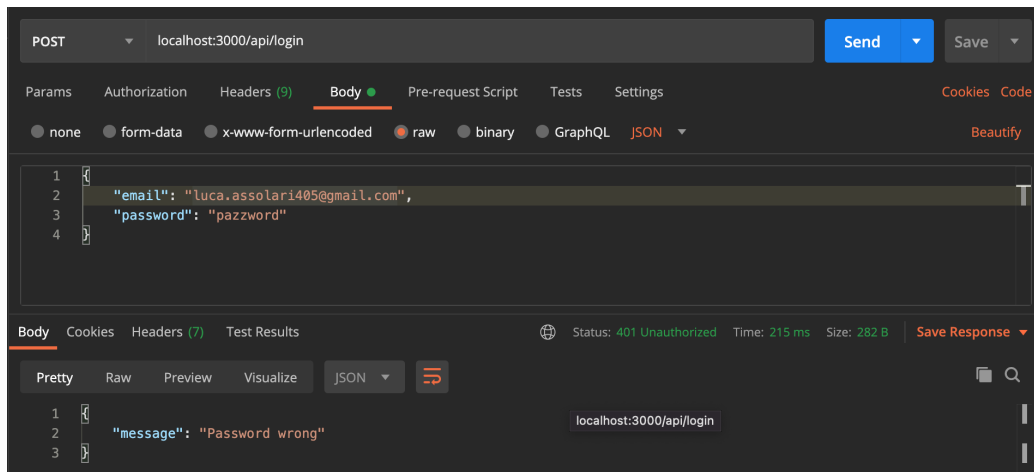 POST localhost:3000/api/login Send Save
Params Authorization Headers (9) Body Pre-request Script Tests Settings Cookies Code
none form-data x-www-form-urlencoded raw binary GraphQL JSON Beautify
1 {
2 "email": "luca.assolari405@gmail.com",
3 "password": "pazzword"
4 }
Body Cookies Headers (7) Test Results Status: 401 Unauthorized Time: 215 ms Size: 282 B Save Response
Pretty Raw Preview Visualize JSON
1 {
2 "message": "Password wrong"
3 }
localhost:3000/api/login